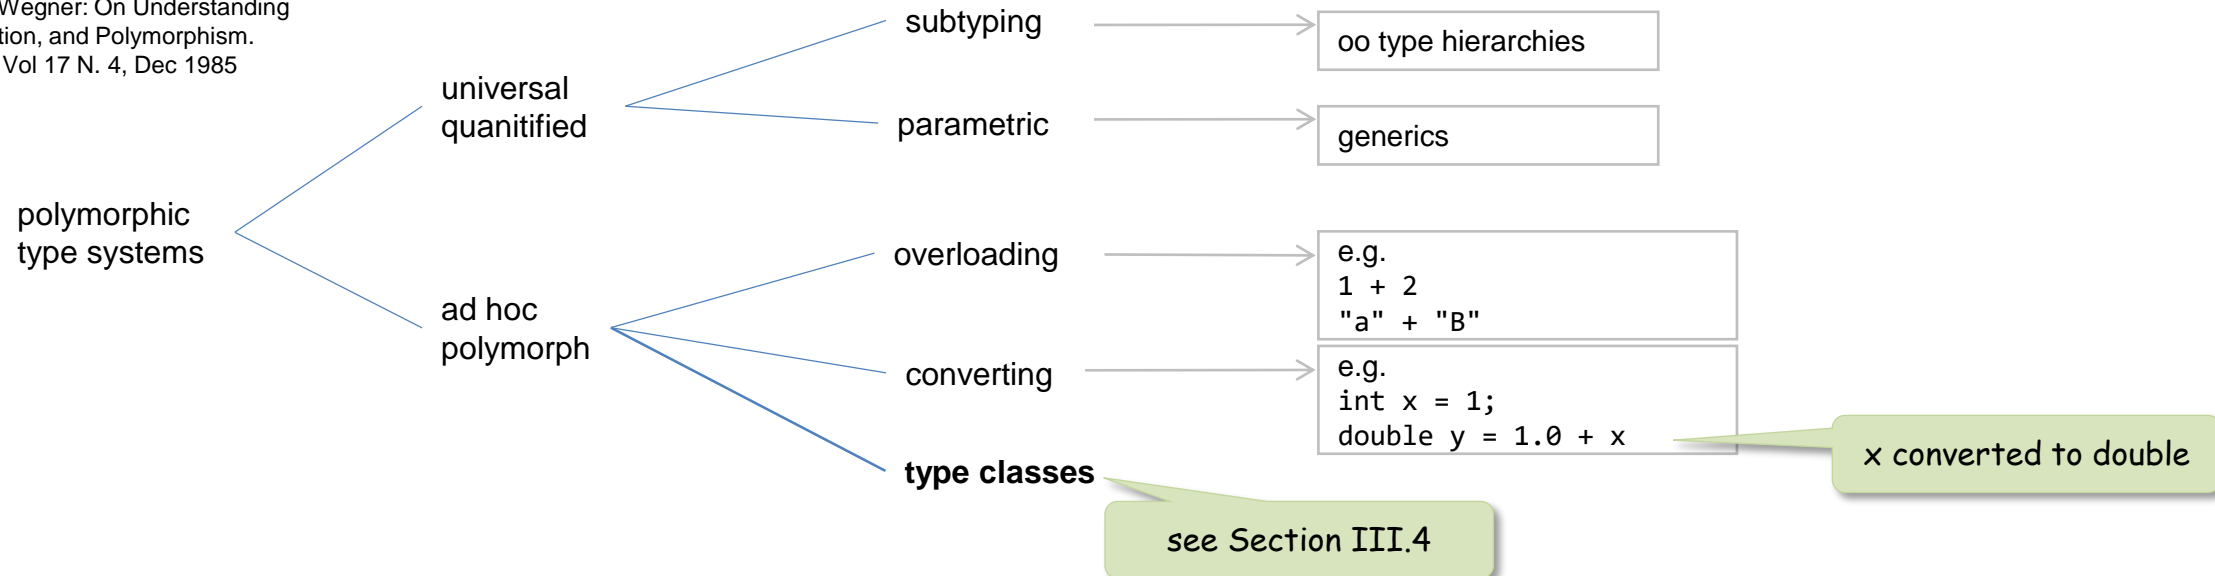 Wegner: On Understanding
tion, and Polymorphism.
Vol 17 N. 4, Dec 1985
subtyping
oo type hierarchies
universal
quanitified
parametric
generics
polymorphic
type systems
overloading
e.g.
1 + 2
"a" + "B"
ad hoc
polymorph
converting
e.g.
int x = 1;
double y = 1.0 + x
x converted to double
type classes
see Section III.4